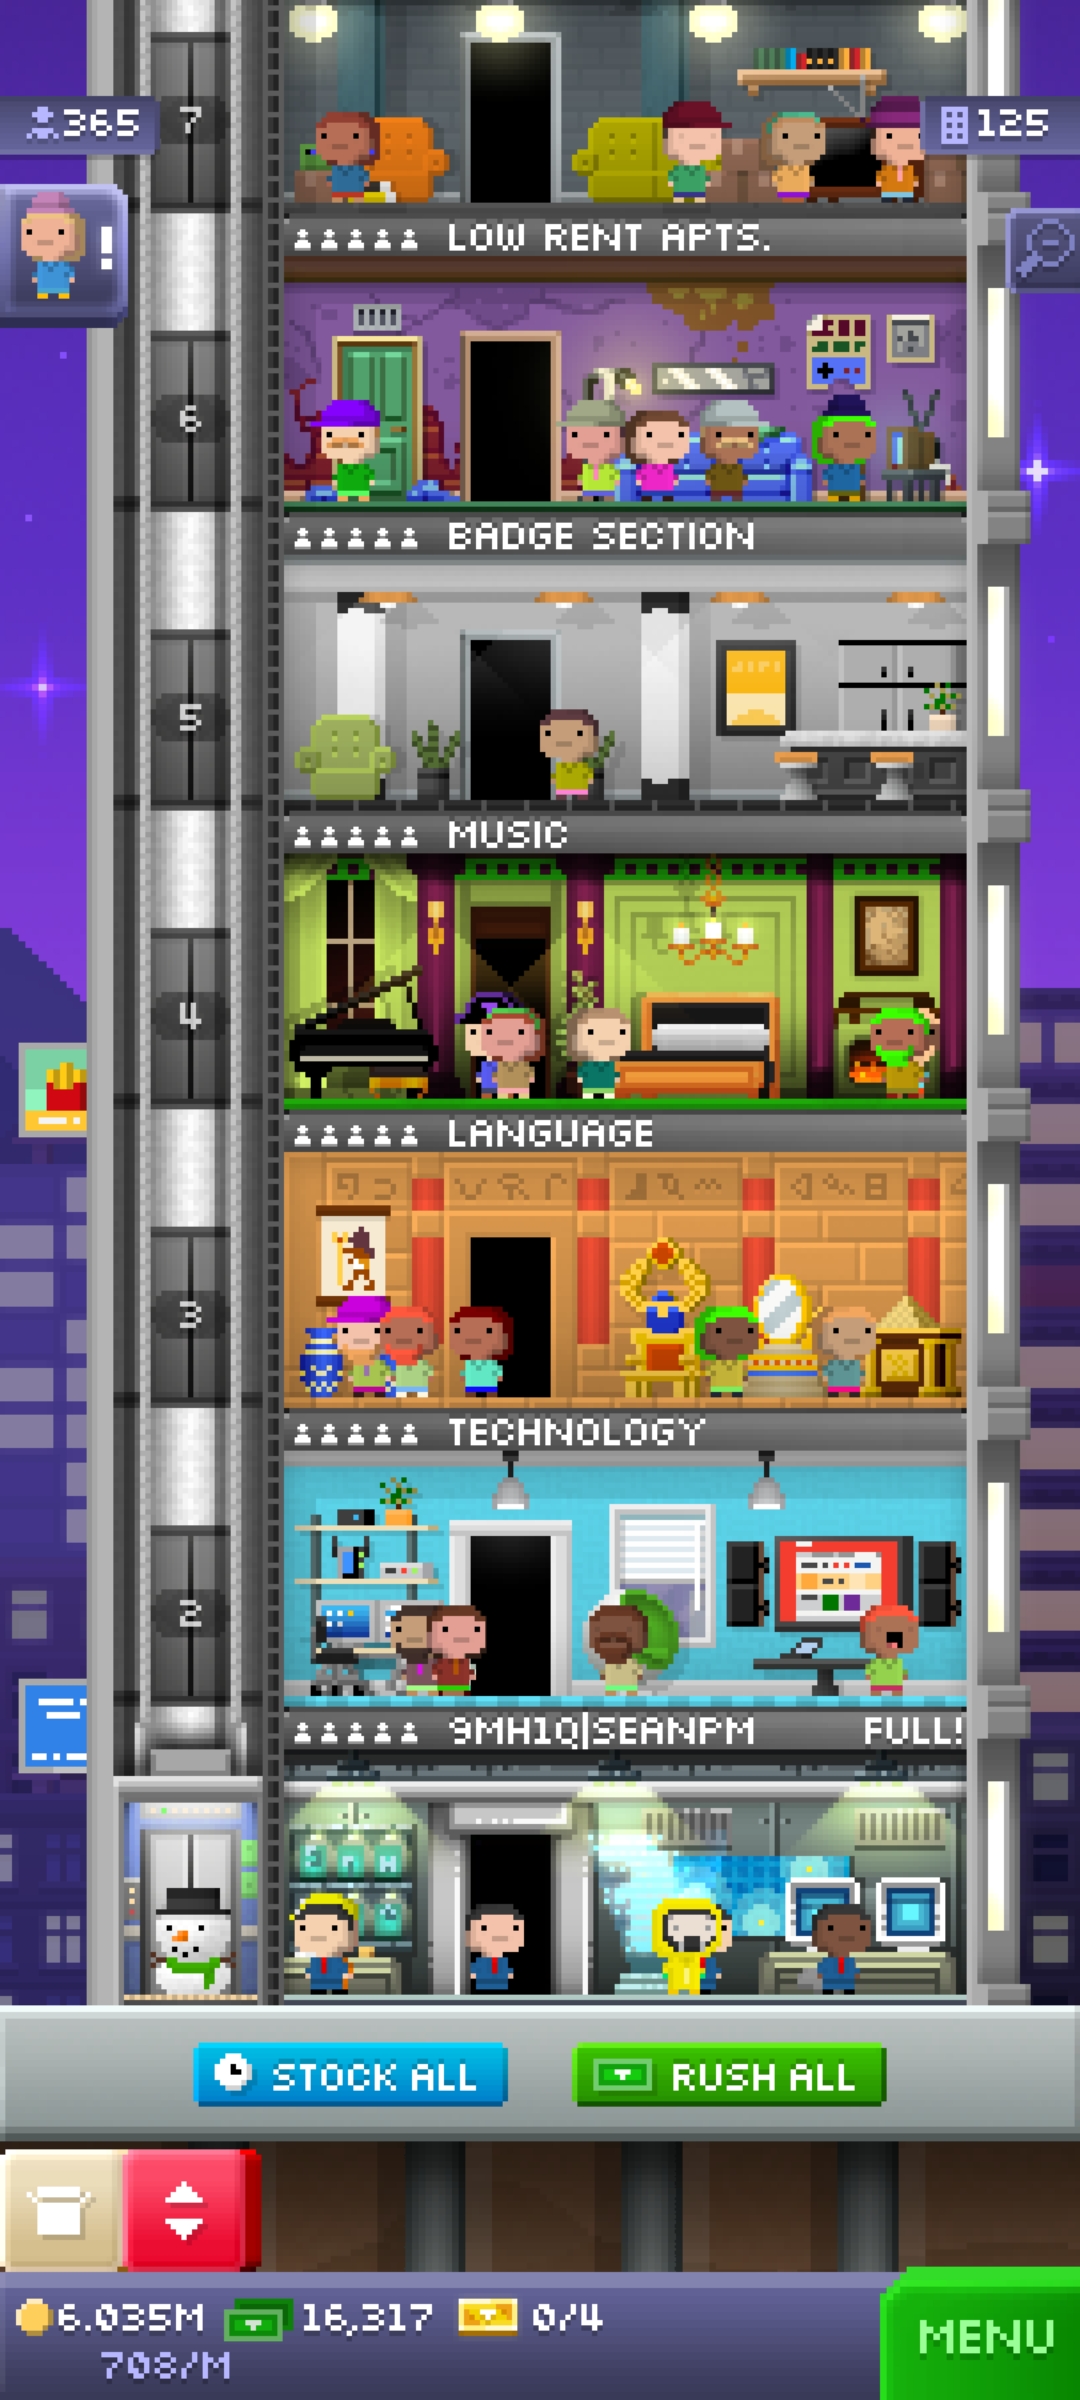 7
365
125
!
LOW RENT APTS.
6
BADGE SECTION
5
MUSIC
4
LANGUAGE
3
TECHNOLOGY
2
9MH1Q|SEANPM FULL!
STOCK ALL
RUSH ALL
6.035M
16,317
0/4
708/M
MENU